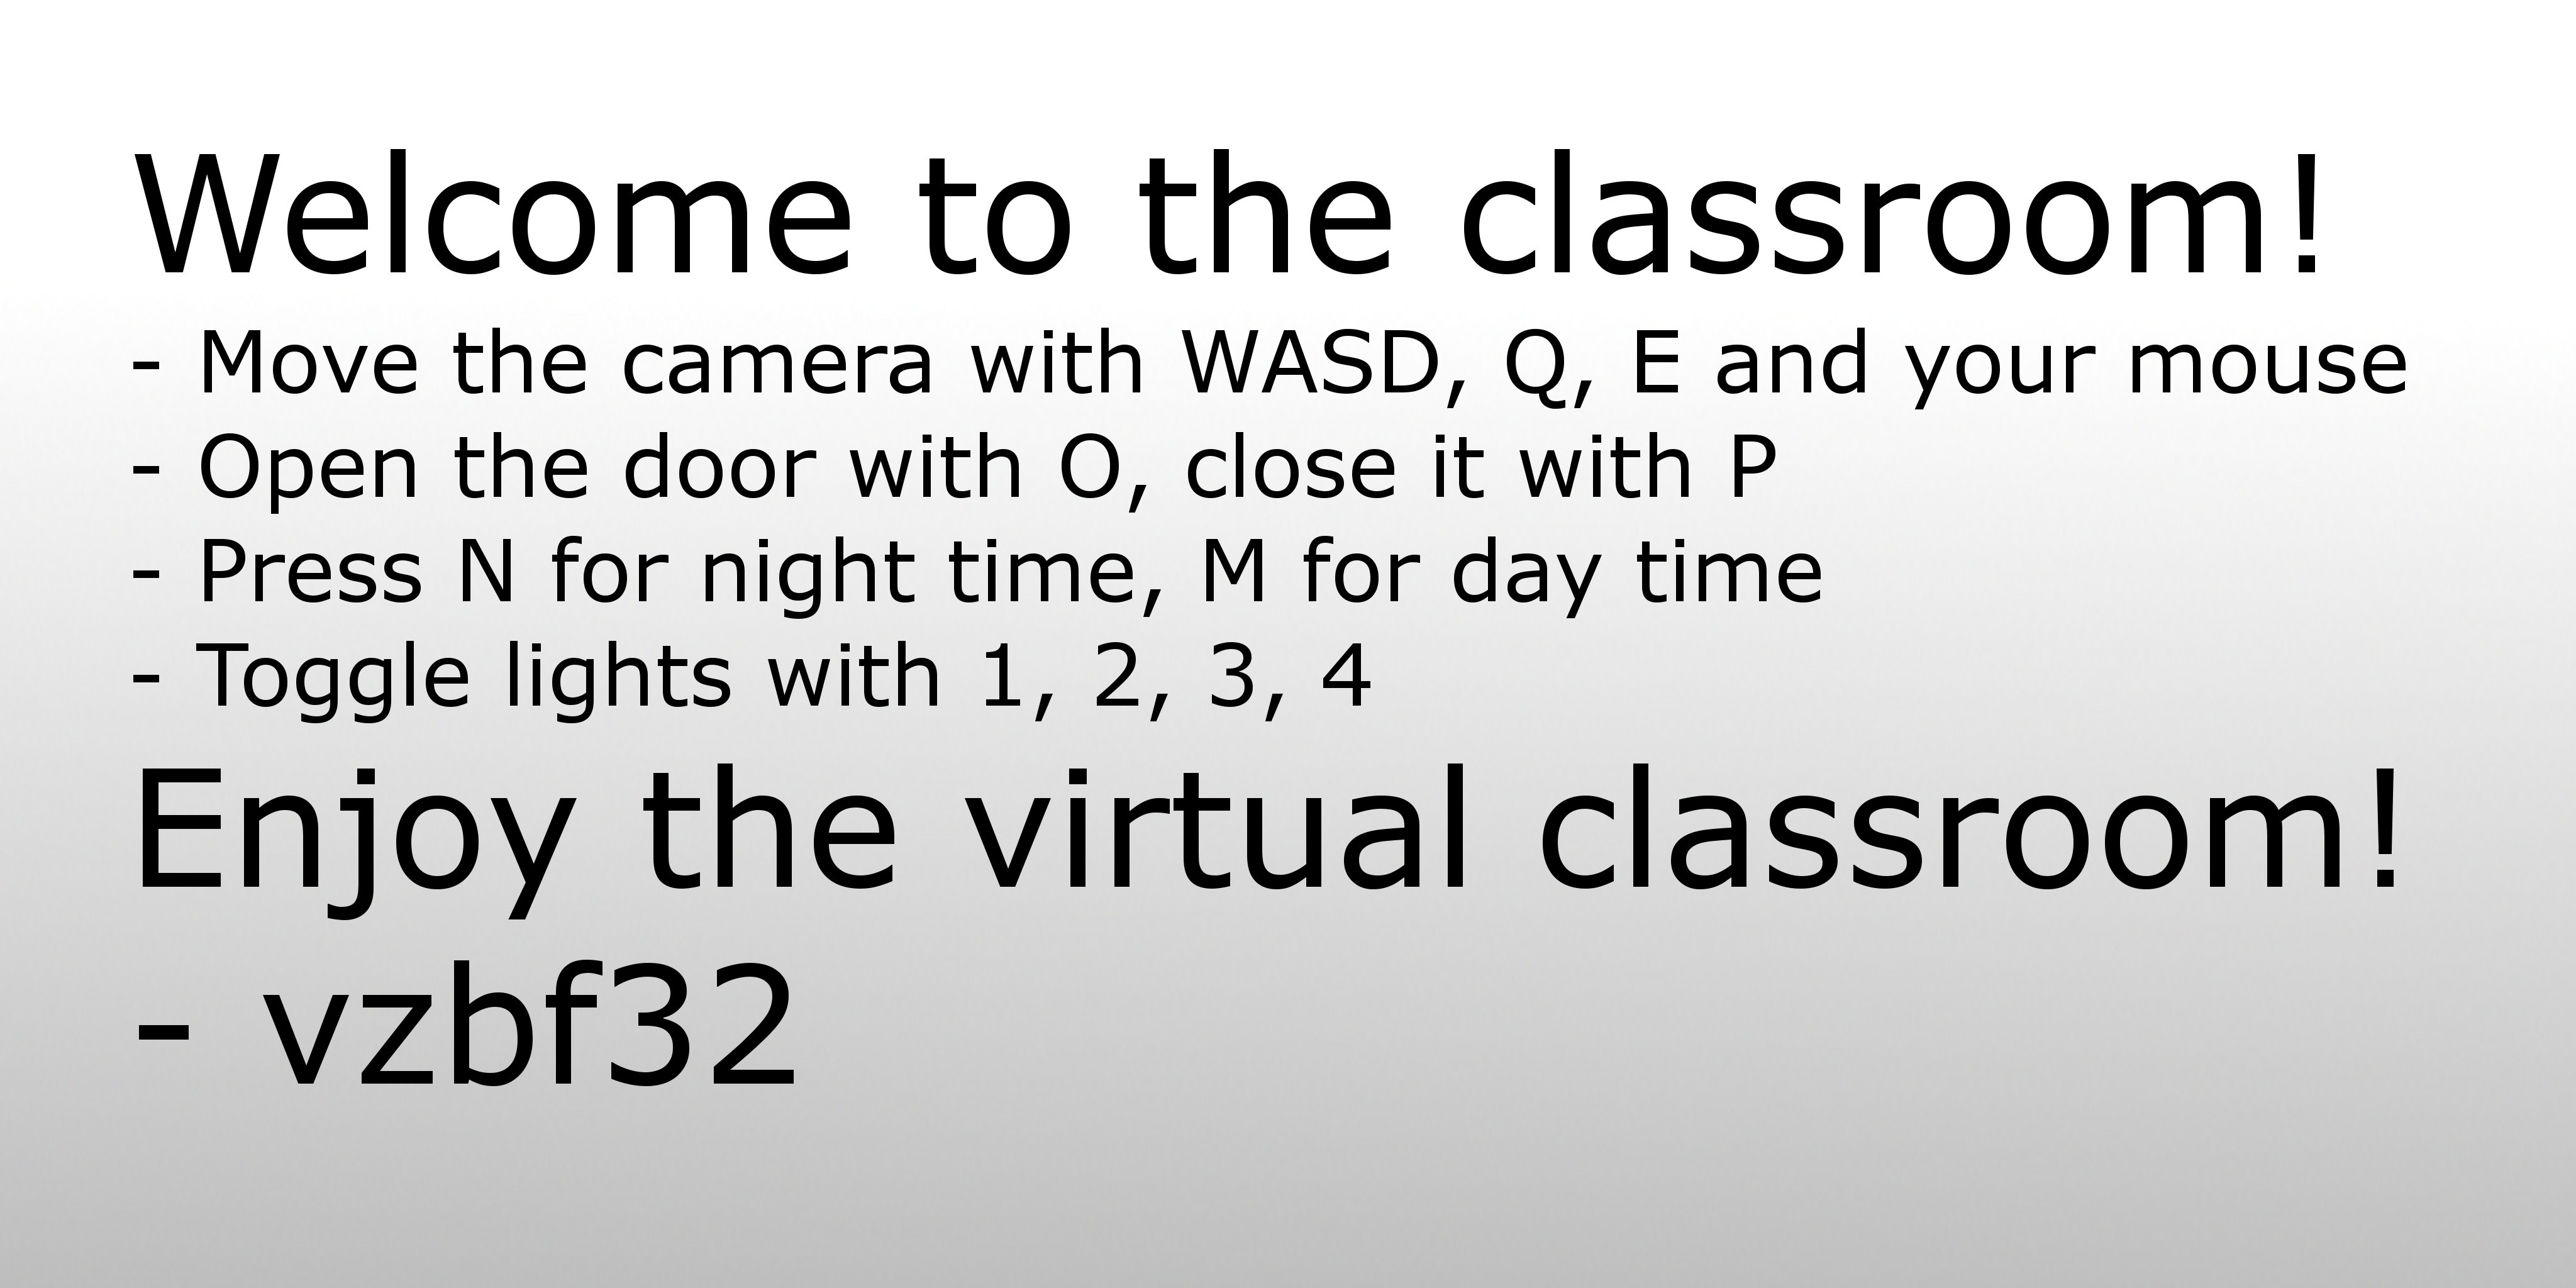 Welcome to the classroom!
- Move the camera with WASD, Q, E and your mouse
- Open the door with O, close it with P
- Press N for night time, M for day time
- Toggle lights with 1, 2, 3, 4
Enjoy the virtual classroom!
- vzbf32